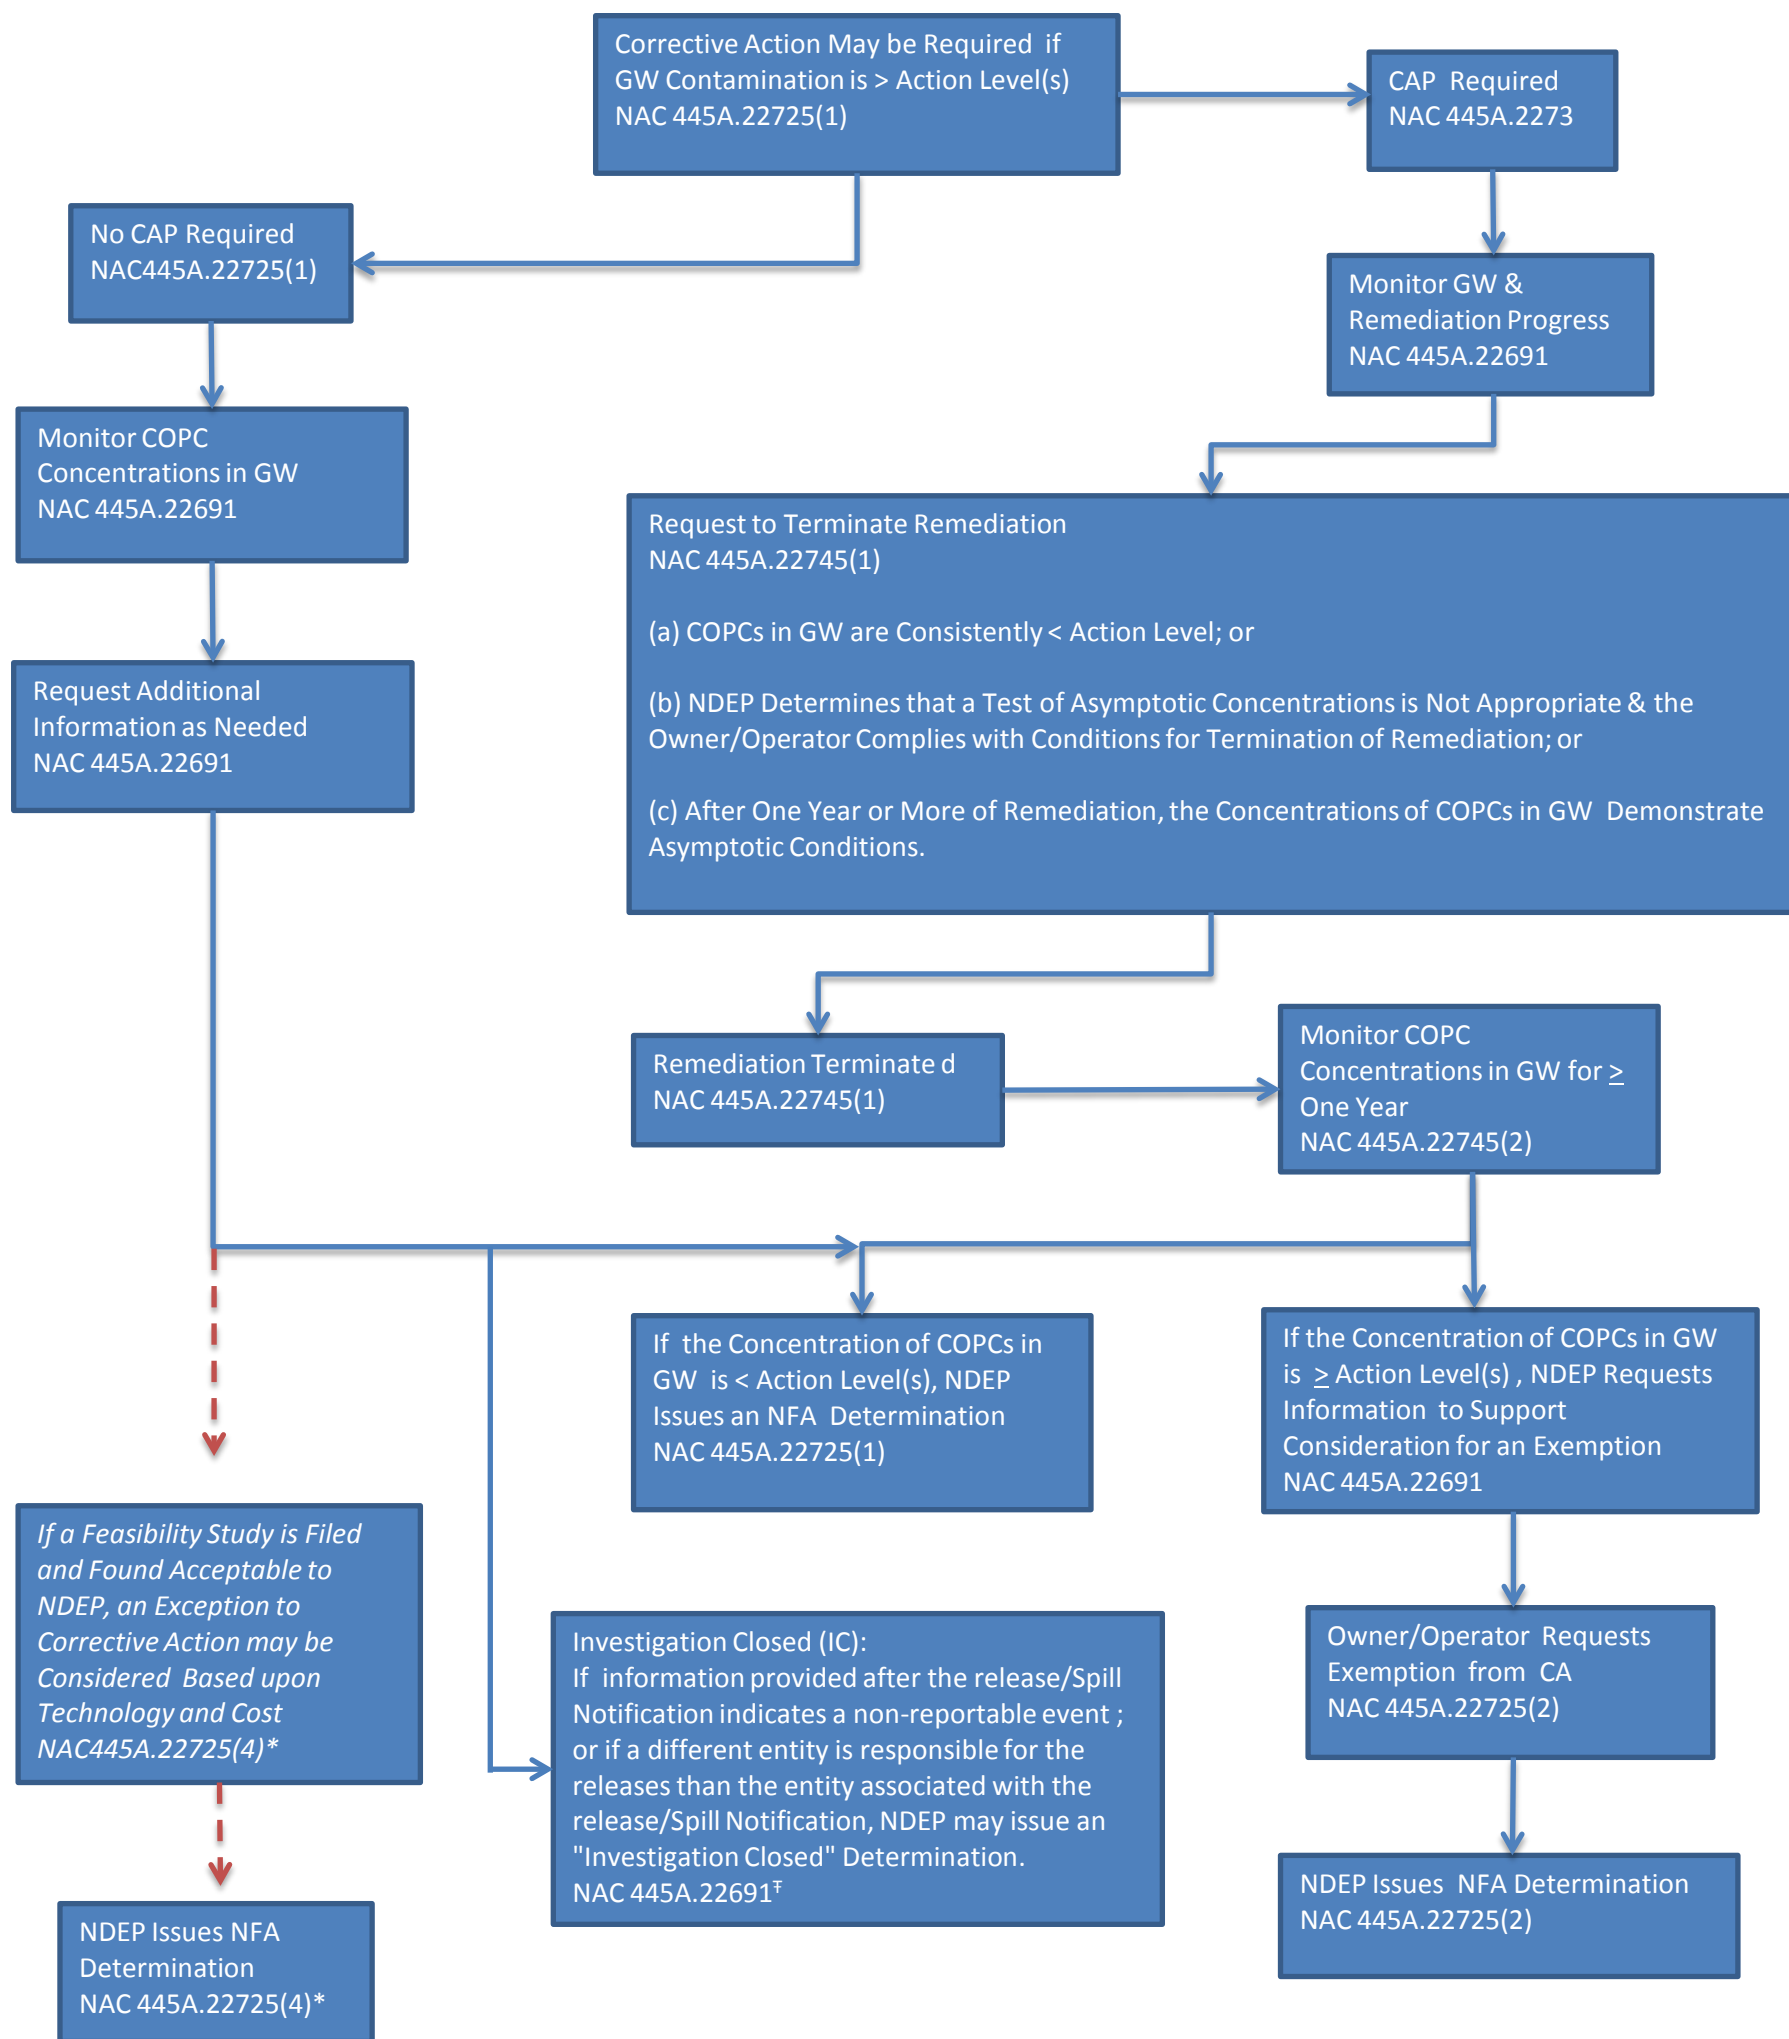 Corrective Action May be Required if
GW Contamination is > Action Level(s)
NAC 445A.22725(1)
CAP Required
NAC 445A.2273
No CAP Required
NAC445A.22725(1)
Monitor GW &
Remediation Progress
NAC 445A.22691
Monitor COPC
Concentrations in GW
NAC 445A.22691
Request to Terminate Remediation
NAC 445A.22745(1)
(a) COPCs in GW are Consistently < Action Level; or
(b) NDEP Determines that a Test of Asymptotic Concentrations is Not Appropriate & the
Owner/Operator Complies with Conditions for Termination of Remediation; or
(c) After One Year or More of Remediation, the Concentrations of COPCs in GW Demonstrate
Asymptotic Conditions.
Request Additional
Information as Needed
NAC 445A.22691
Remediation Terminate d
NAC 445A.22745(1)
Monitor COPC
Concentrations in GW for ≥
One Year
NAC 445A.22745(2)
If the Concentration of COPCs in
GW is < Action Level(s), NDEP
Issues an NFA Determination
NAC 445A.22725(1)
If the Concentration of COPCs in GW
is ≥ Action Level(s) , NDEP Requests
Information to Support
Consideration for an Exemption
NAC 445A.22691
If a Feasibility Study is Filed
and Found Acceptable to
NDEP, an Exception to
Corrective Action may be
Considered Based upon
Technology and Cost
NAC445A.22725(4)*
Investigation Closed (IC):
If information provided after the release/Spill
Notification indicates a non-reportable event ;
or if a different entity is responsible for the
releases than the entity associated with the
release/Spill Notification, NDEP may issue an
"Investigation Closed" Determination.
NAC 445A.22691Ŧ
Owner/Operator Requests
Exemption from CA
NAC 445A.22725(2)
NDEP Issues NFA Determination
NAC 445A.22725(2)
NDEP Issues NFA
Determination
NAC 445A.22725(4)*